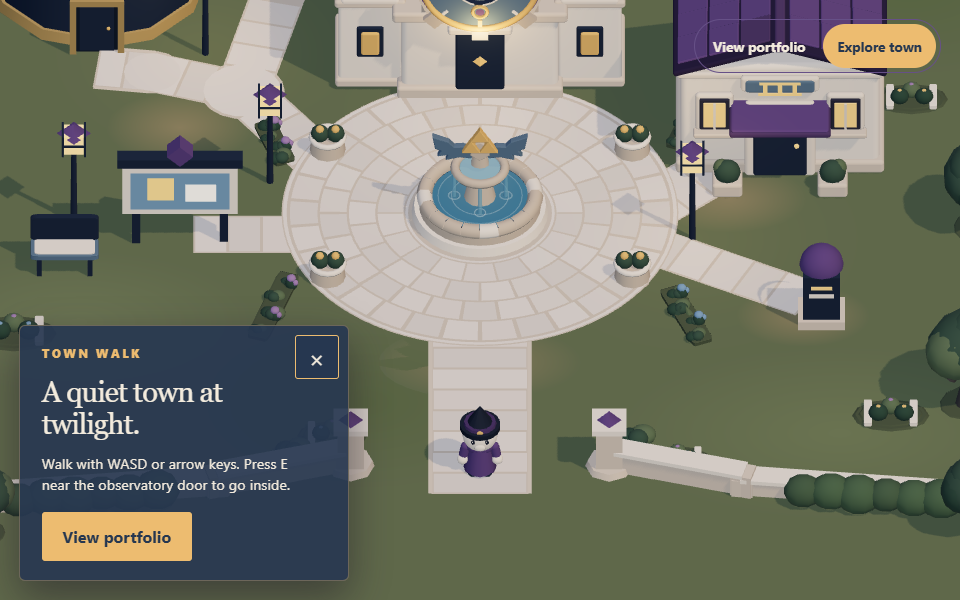 View portfolio
Explore town
TOWN WALK
×
A quiet town at
twilight.
Walk with WASD or arrow keys. Press E
near the observatory door to go inside.
View portfolio